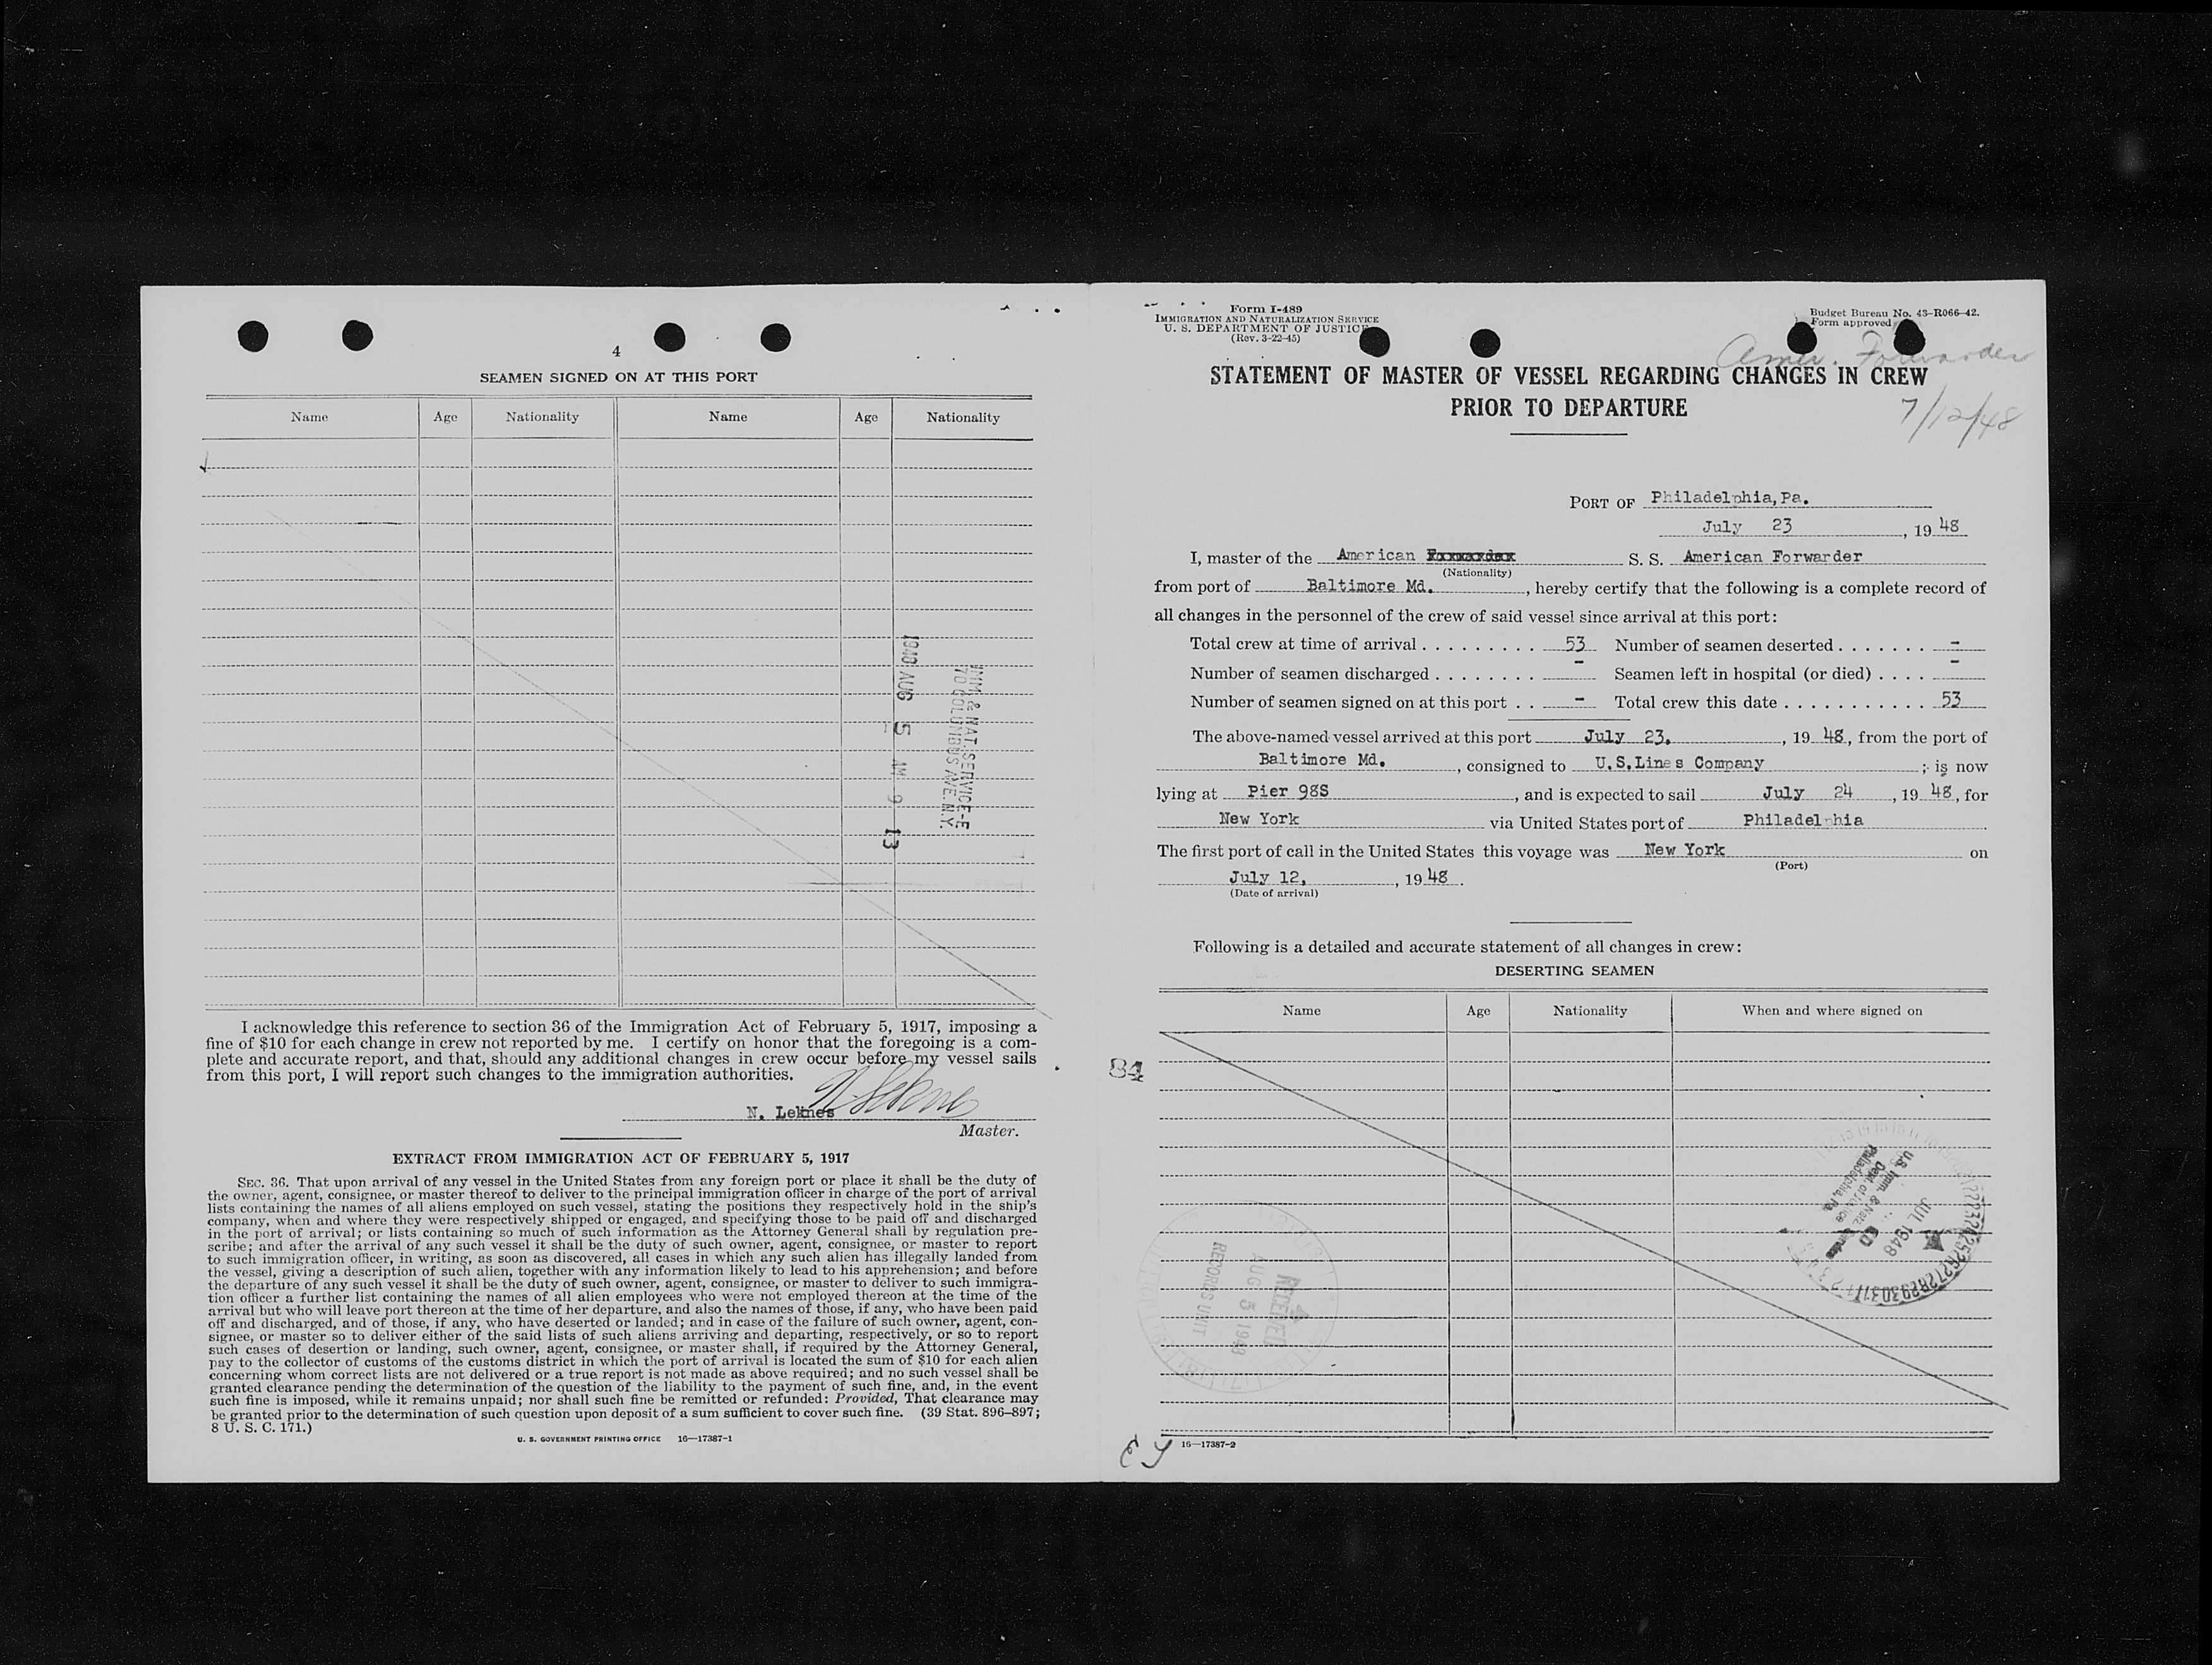 4
SEAMEN SIGNED ON AT THIS PORT
Name Age Nationality Name Age Nationality
1948 AUG 5 AM 9 13
IMM. & NAT. SERVICE-E
70 COLUMBUS AVE. N.Y.
I acknowledge this reference to section 36 of the Immigration Act of February 5, 1917, imposing a
fine of $10 for each change in crew not reported by me. I certify on honor that the foregoing is a com-
plete and accurate report, and that, should any additional changes in crew occur before my vessel sails
from this port, I will report such changes to the immigration authorities.
N. Leknes
Master.
EXTRACT FROM IMMIGRATION ACT OF FEBRUARY 5, 1917
SEC. 36. That upon arrival of any vessel in the United States from any foreign port or place it shall be the duty of
the owner, agent, consignee, or master thereof to deliver to the principal immigration officer in charge of the port of arrival
lists containing the names of all aliens employed on such vessel, stating the positions they respectively hold in the ship's
company, when and where they were respectively shipped or engaged, and specifying those to be paid off and discharged
in the port of arrival; or lists containing so much of such information as the Attorney General shall by regulation pre-
scribe; and after the arrival of any such vessel it shall be the duty of such owner, agent, consignee, or master to report
to such immigration officer, in writing, as soon as discovered, all cases in which any such alien has illegally landed from
the vessel, giving a description of such alien, together with any information likely to lead to his apprehension; and before
the departure of any such vessel it shall be the duty of such owner, agent, consignee, or master to deliver to such immigra-
tion officer a further list containing the names of all alien employees who were not employed thereon at the time of the
arrival but who will leave port thereon at the time of her departure, and also the names of those, if any, who have been paid
off and discharged, and of those, if any, who have deserted or landed; and in case of the failure of such owner, agent, con-
signee, or master so to deliver either of the said lists of such aliens arriving and departing, respectively, or so to report
such cases of desertion or landing, such owner, agent, consignee, or master shall, if required by the Attorney General,
pay to the collector of customs of the customs district in which the port of arrival is located the sum of $10 for each alien
concerning whom correct lists are not delivered or a true report is not made as above required; and no such vessel shall be
granted clearance pending the determination of the question of the liability to the payment of such fine, and, in the event
such fine is imposed, while it remains unpaid; nor shall such fine be remitted or refunded: Provided, That clearance may
be granted prior to the determination of such question upon deposit of a sum sufficient to cover such fine. (39 Stat. 896–897;
8 U. S. C. 171.)
U. S. GOVERNMENT PRINTING OFFICE 16—17387-1
Form I-489
IMMIGRATION AND NATURALIZATION SERVICE
U. S. DEPARTMENT OF JUSTICE
(Rev. 3-22-45)
Budget Bureau No. 43-R066-42.
Form approved
Amer. Forwarder
7/12/48
STATEMENT OF MASTER OF VESSEL REGARDING CHANGES IN CREW
PRIOR TO DEPARTURE
PORT OF Philadelphia, Pa.
July 23, 1948
I, master of the American S. S. American Forwarder
(Nationality)
from port of Baltimore Md., hereby certify that the following is a complete record of
all changes in the personnel of the crew of said vessel since arrival at this port:
Total crew at time of arrival . . . . . . . . . 53 Number of seamen deserted . . . . . . . -
Number of seamen discharged . . . . . . . . - Seamen left in hospital (or died) . . . . -
Number of seamen signed on at this port . . - Total crew this date . . . . . . . . . . . 53
The above-named vessel arrived at this port July 23, 1948, from the port of
Baltimore Md., consigned to U.S.Lines Company; is now
lying at Pier 98S, and is expected to sail July 24, 1948, for
New York via United States port of Philadelphia
The first port of call in the United States this voyage was New York on
(Port)
July 12, 1948.
(Date of arrival)
Following is a detailed and accurate statement of all changes in crew:
DESERTING SEAMEN
Name Age Nationality When and where signed on
84
U.S. Imm. & Natz. Service
Dept. of Justice
Philadelphia, Pa.
JUL 1948
RECEIVED
AUG 5 1948
RECORDS UNIT
16—17387-2